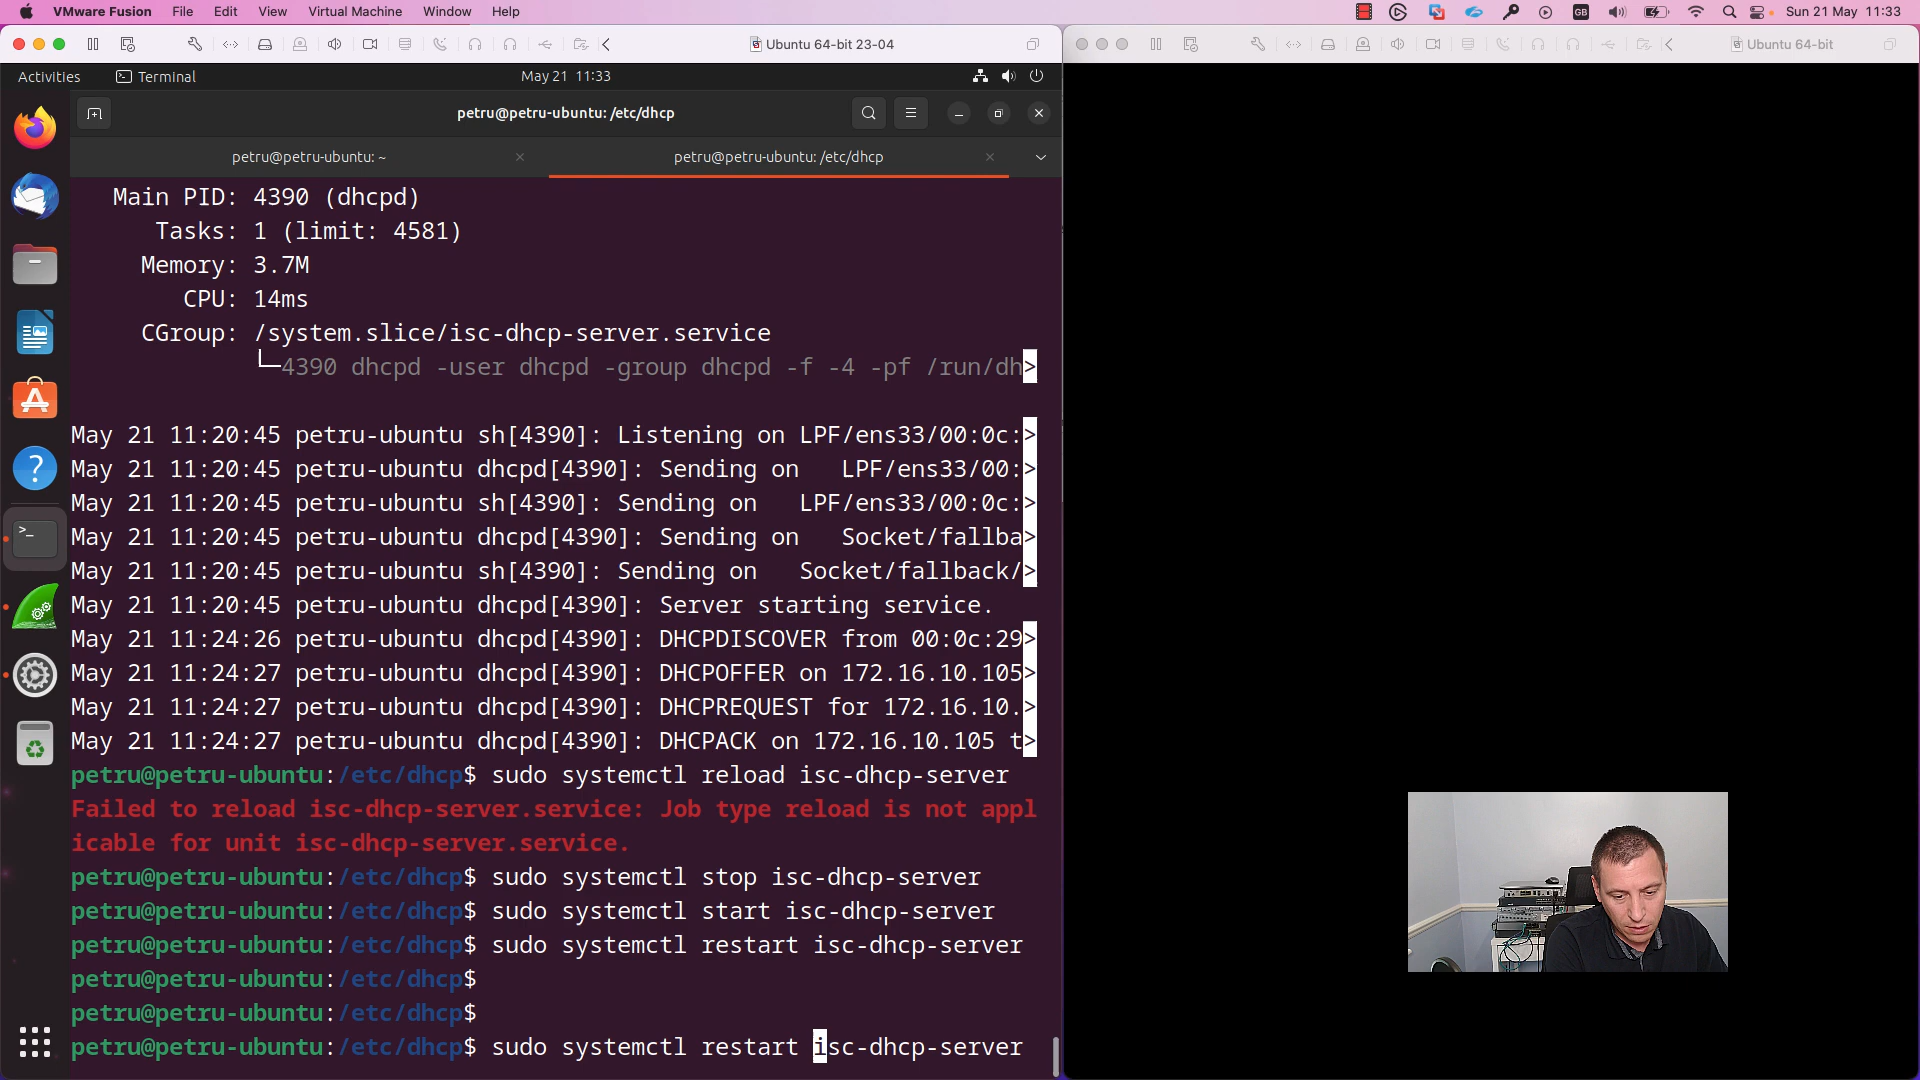 VMware Fusion File Edit View Virtual Machine Window Help GB Sun 21 May 11:33
Ubuntu 64-bit 23-04
Ubuntu 64-bit
Activities Terminal May 21 11:33
petru@petru-ubuntu: /etc/dhcp
petru@petru-ubuntu: ~ petru@petru-ubuntu: /etc/dhcp
Main PID: 4390 (dhcpd)
Tasks: 1 (limit: 4581)
Memory: 3.7M
CPU: 14ms
CGroup: /system.slice/isc-dhcp-server.service
└─4390 dhcpd -user dhcpd -group dhcpd -f -4 -pf /run/dh>
May 21 11:20:45 petru-ubuntu sh[4390]: Listening on LPF/ens33/00:0c:>
May 21 11:20:45 petru-ubuntu dhcpd[4390]: Sending on   LPF/ens33/00:>
May 21 11:20:45 petru-ubuntu sh[4390]: Sending on   LPF/ens33/00:0c:>
May 21 11:20:45 petru-ubuntu dhcpd[4390]: Sending on   Socket/fallba>
May 21 11:20:45 petru-ubuntu sh[4390]: Sending on   Socket/fallback/>
May 21 11:20:45 petru-ubuntu dhcpd[4390]: Server starting service.
May 21 11:24:26 petru-ubuntu dhcpd[4390]: DHCPDISCOVER from 00:0c:29>
May 21 11:24:27 petru-ubuntu dhcpd[4390]: DHCPOFFER on 172.16.10.105>
May 21 11:24:27 petru-ubuntu dhcpd[4390]: DHCPREQUEST for 172.16.10.>
May 21 11:24:27 petru-ubuntu dhcpd[4390]: DHCPACK on 172.16.10.105 t>
petru@petru-ubuntu:/etc/dhcp$ sudo systemctl reload isc-dhcp-server
Failed to reload isc-dhcp-server.service: Job type reload is not appl
icable for unit isc-dhcp-server.service.
petru@petru-ubuntu:/etc/dhcp$ sudo systemctl stop isc-dhcp-server
petru@petru-ubuntu:/etc/dhcp$ sudo systemctl start isc-dhcp-server
petru@petru-ubuntu:/etc/dhcp$ sudo systemctl restart isc-dhcp-server
petru@petru-ubuntu:/etc/dhcp$
petru@petru-ubuntu:/etc/dhcp$
petru@petru-ubuntu:/etc/dhcp$ sudo systemctl restart isc-dhcp-server